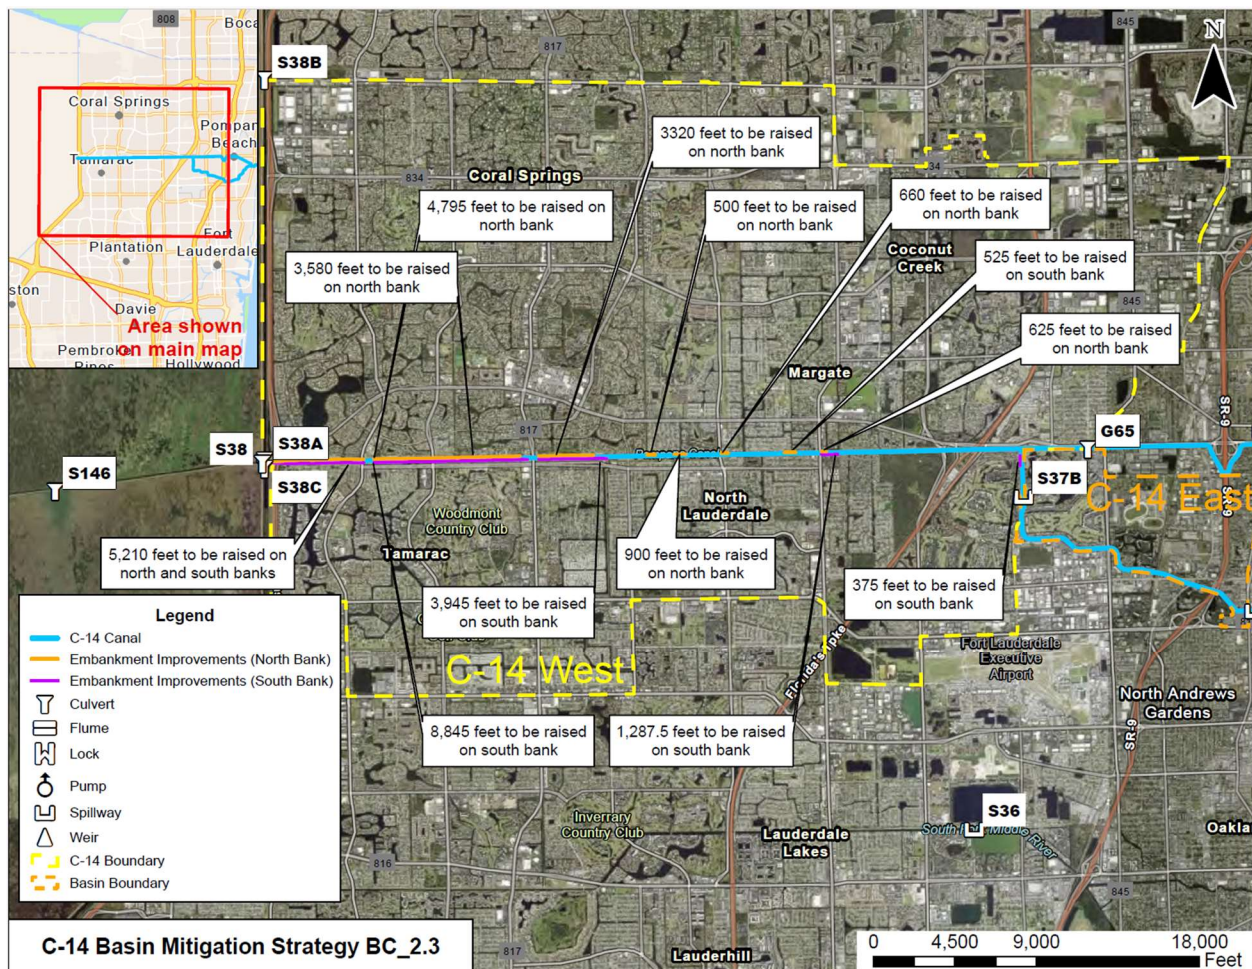 808
Boca
Coral Springs
Pompan
Beach
Tamarac
Plantation
Fort
Lauderdale
ston
Davie
Area shown
on main map
Pembroke
Pines
Hollywood
N
S38B
817
845
3320 feet to be raised
on north bank
834
Coral Springs
4,795 feet to be raised on
north bank
500 feet to be raised
on north bank
660 feet to be raised
on north bank
Coconut
Creek
525 feet to be raised
on south bank
3,580 feet to be raised
on north bank
845
625 feet to be raised
on north bank
Margate
SR-9
817
S38
S38A
G65
S146
S38C
S37B
C-14 East
SR-9
Woodmont
Country Club
North
Lauderdale
Tamarac
5,210 feet to be raised on
north and south banks
900 feet to be raised
on north bank
375 feet to be raised
on south bank
3,945 feet to be raised
on south bank
Legend
C-14 Canal
Embankment Improvements (North Bank)
Embankment Improvements (South Bank)
Culvert
Flume
Lock
Pump
Spillway
Weir
C-14 Boundary
Basin Boundary
C-14 West
Fort Lauderdale
Executive
Airport
North Andrews
Gardens
SR-9
8,845 feet to be raised
on south bank
1,287.5 feet to be raised
on south bank
S36
Inverrary
Country Club
Lauderdale
Lakes
Oakla
816
845
817
Lauderhill
C-14 Basin Mitigation Strategy BC_2.3
0 4,500 9,000 18,000
Feet